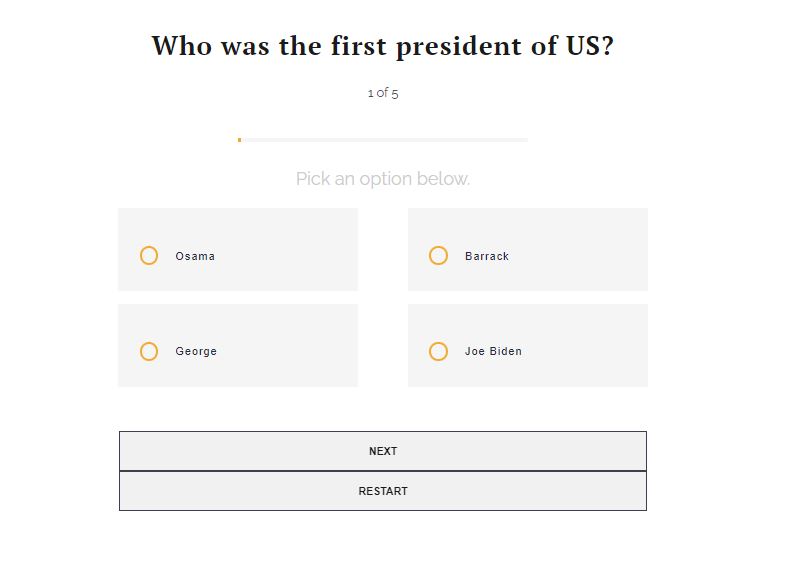 Who was the first president of US?
1 of 5
Pick an option below.
Osama
Barrack
George
Joe Biden
NEXT
RESTART